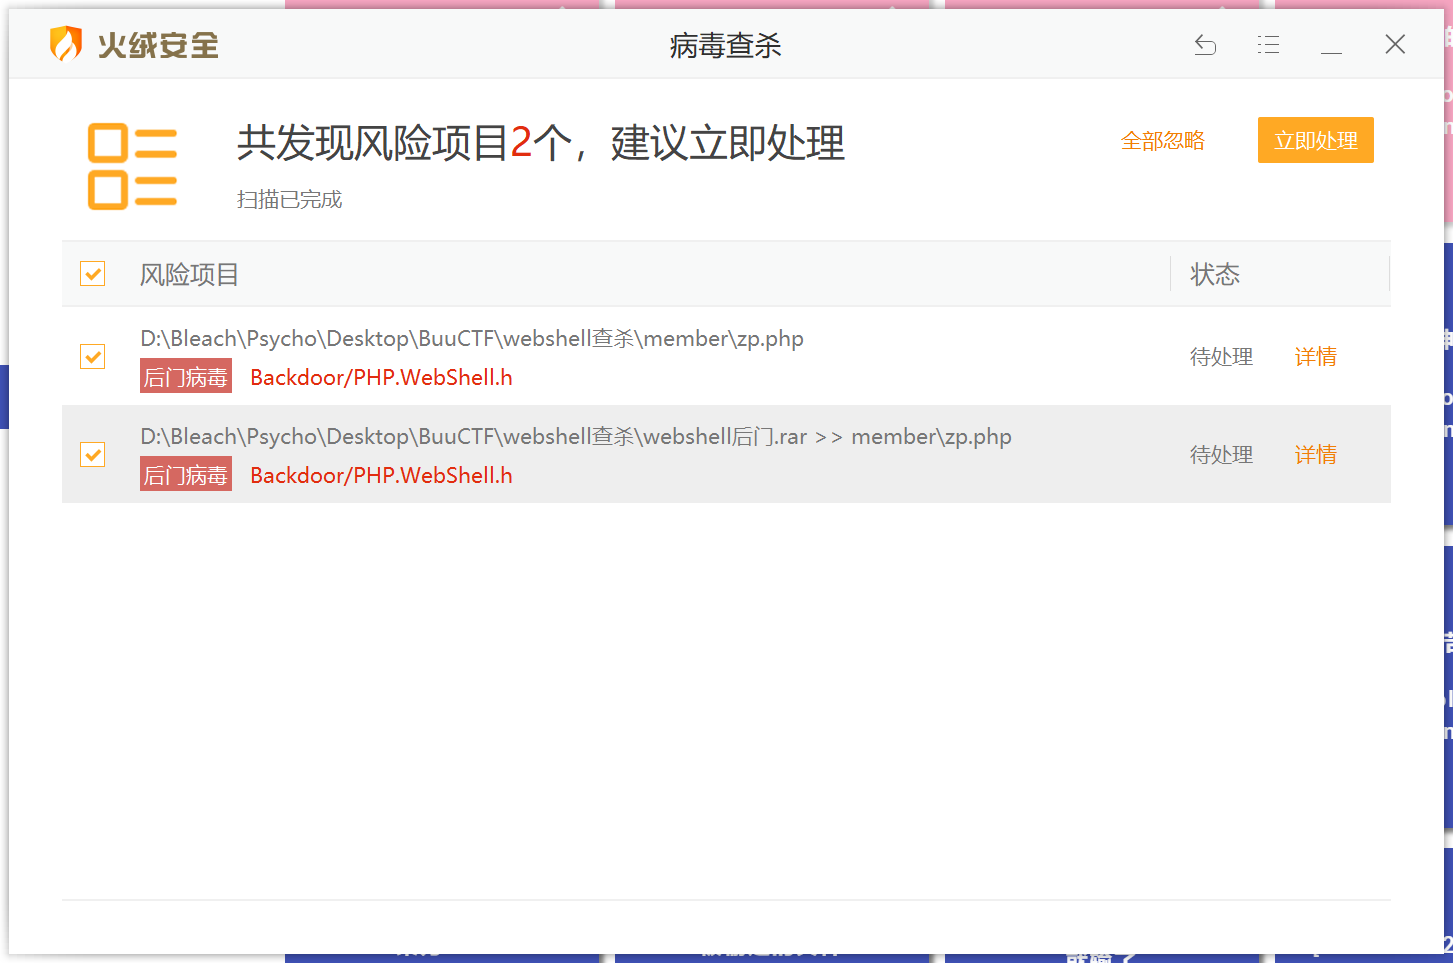 火绒安全
病毒查杀
共发现风险项目2个，建议立即处理
全部忽略
立即处理
扫描已完成
风险项目
状态
D:\Bleach\Psycho\Desktop\BuuCTF\webshell查杀\member\zp.php
后门病毒 Backdoor/PHP.WebShell.h
待处理
详情
D:\Bleach\Psycho\Desktop\BuuCTF\webshell查杀\webshell后门.rar >> member\zp.php
后门病毒 Backdoor/PHP.WebShell.h
待处理
详情